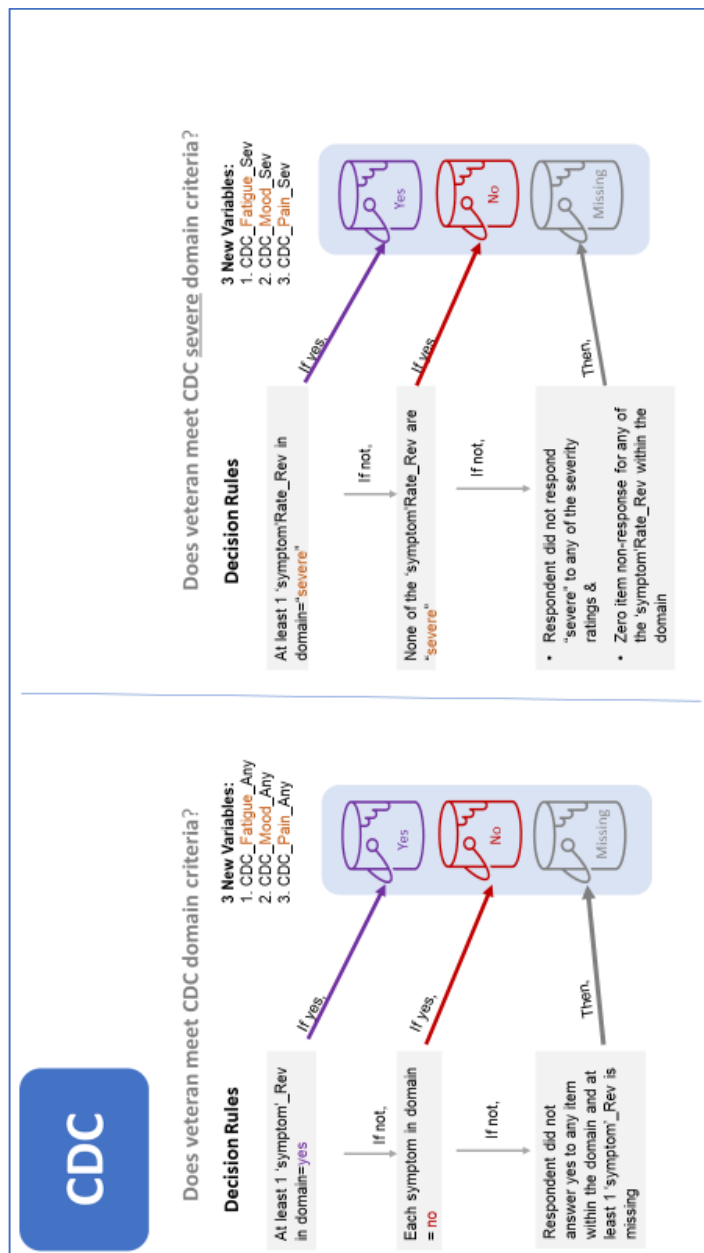 CDC
Does veteran meet CDC domain criteria?
Decision Rules
3 New Variables:
1. CDC_Fatigue_Any
2. CDC_Mood_Any
3. CDC_Pain_Any
At least 1 ‘symptom’_Rev
in domain=yes
If yes,
Yes
If not,
Each symptom in domain
= no
If yes,
No
If not,
Respondent did not
answer yes to any item
within the domain and at
least 1 ‘symptom’_Rev is
missing
Then,
Missing
Does veteran meet CDC severe domain criteria?
Decision Rules
3 New Variables:
1. CDC_Fatigue_Sev
2. CDC_Mood_Sev
3. CDC_Pain_Sev
At least 1 ‘symptom’Rate_Rev in
domain=“severe”
If yes,
Yes
If not,
None of the ‘symptom’Rate_Rev are
“severe”
If yes,
No
If not,
• Respondent did not respond
“severe” to any of the severity
ratings &
• Zero item non-response for any of
the ‘symptom’Rate_Rev within the
domain
Then,
Missing